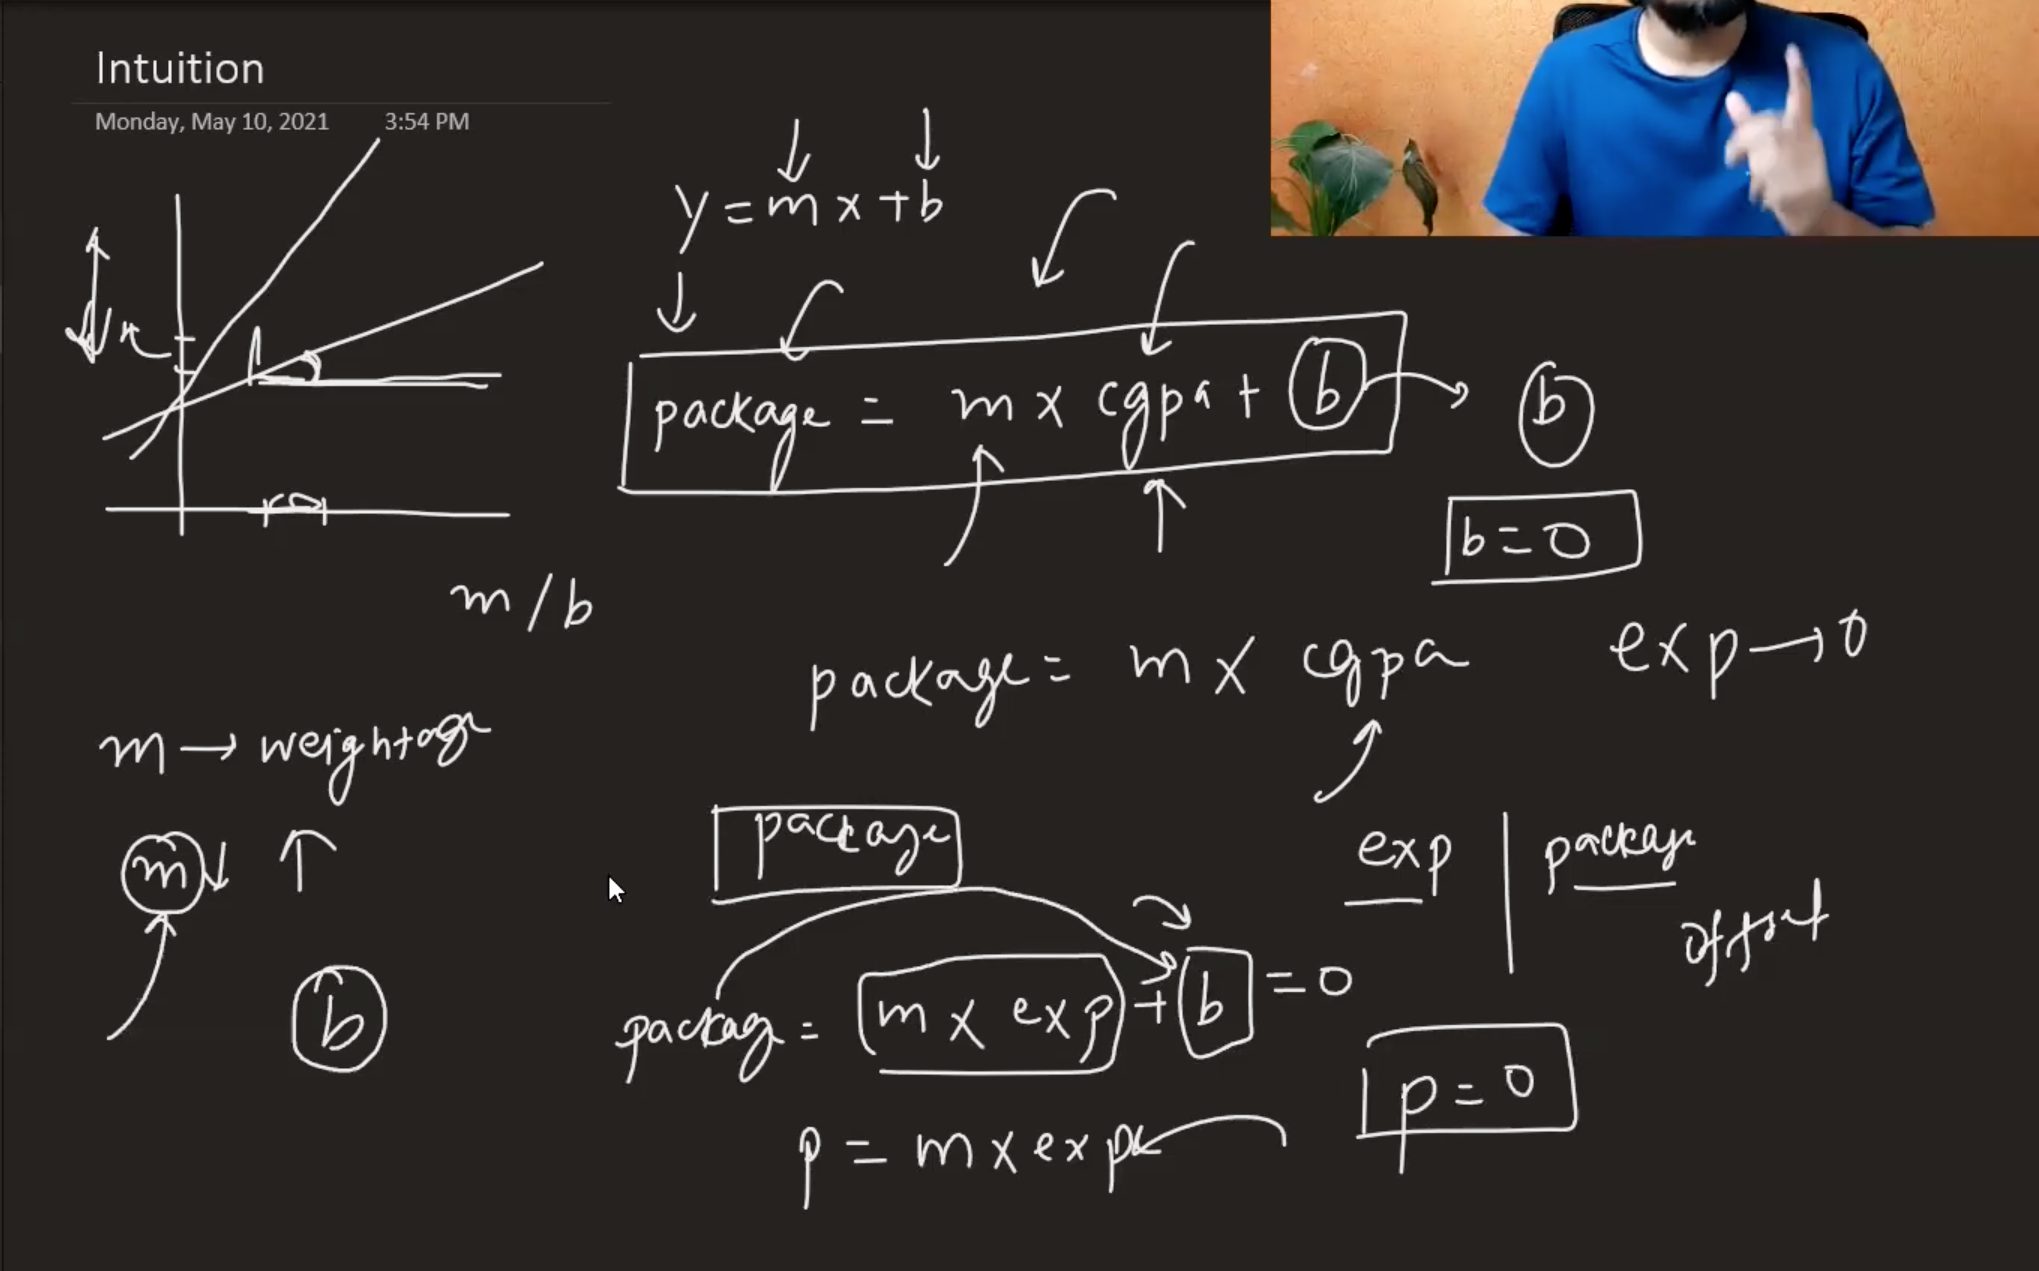 Intuition
Monday, May 10, 2021 3:54 PM
y = mx + b
package = m x cgpa + b
b
b = 0
m / b
package = m x cgpa
exp → 0
m → weightage
m ↓ ↑
package
exp | package
offset
b
package = m x exp + b = 0
p = 0
p = m x exp